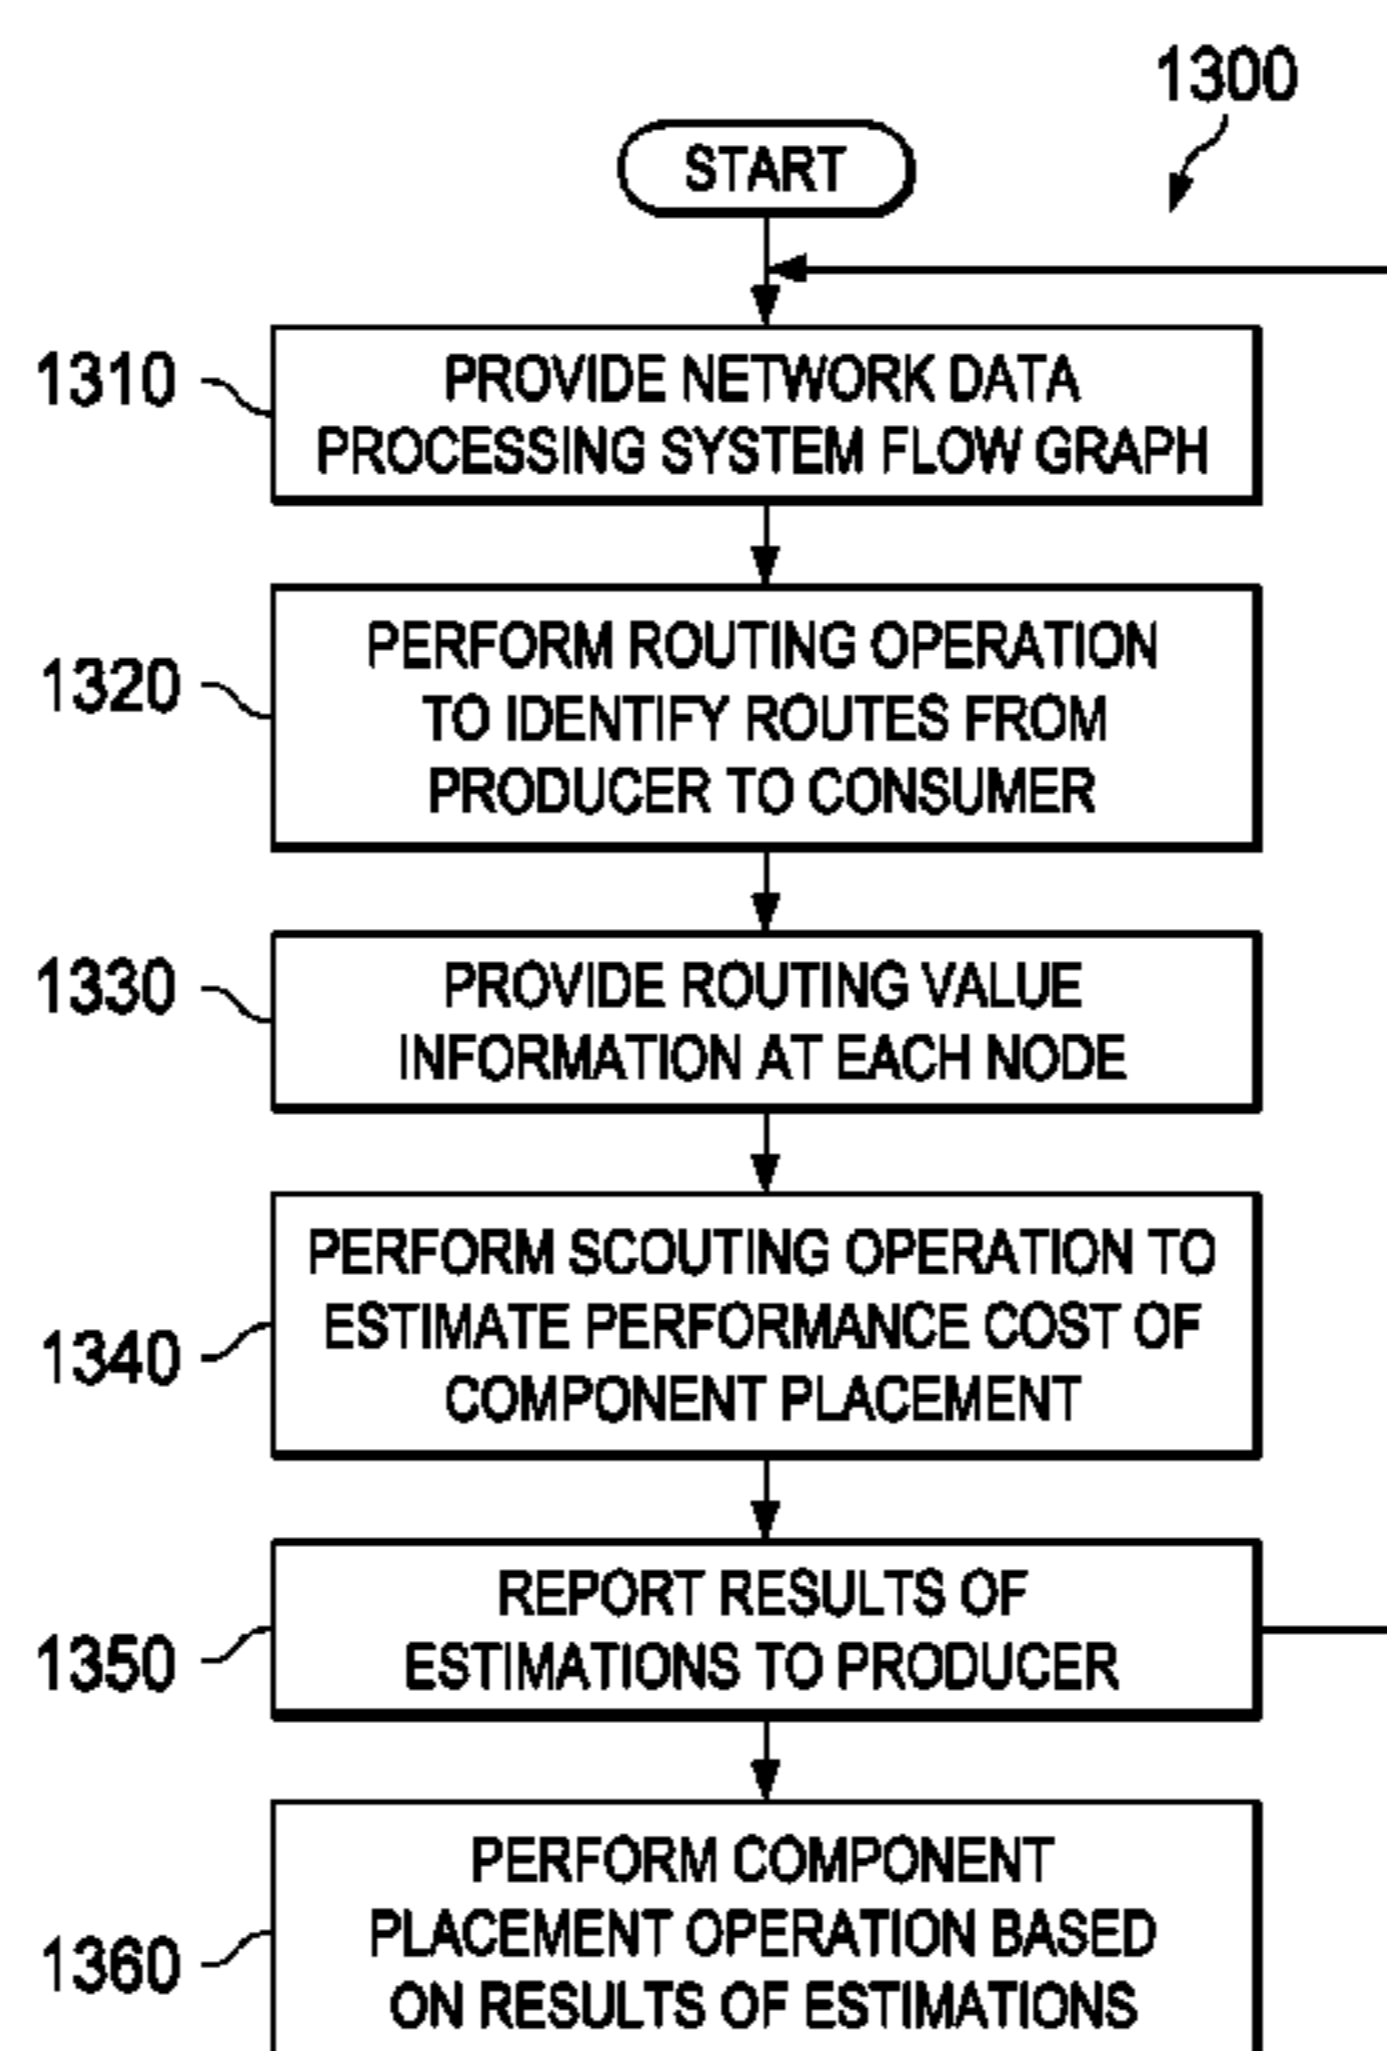 1300
START
1310
PROVIDE NETWORK DATA
PROCESSING SYSTEM FLOW GRAPH
1320
PERFORM ROUTING OPERATION
TO IDENTIFY ROUTES FROM
PRODUCER TO CONSUMER
1330
PROVIDE ROUTING VALUE
INFORMATION AT EACH NODE
1340
PERFORM SCOUTING OPERATION TO
ESTIMATE PERFORMANCE COST OF
COMPONENT PLACEMENT
1350
REPORT RESULTS OF
ESTIMATIONS TO PRODUCER
1360
PERFORM COMPONENT
PLACEMENT OPERATION BASED
ON RESULTS OF ESTIMATIONS